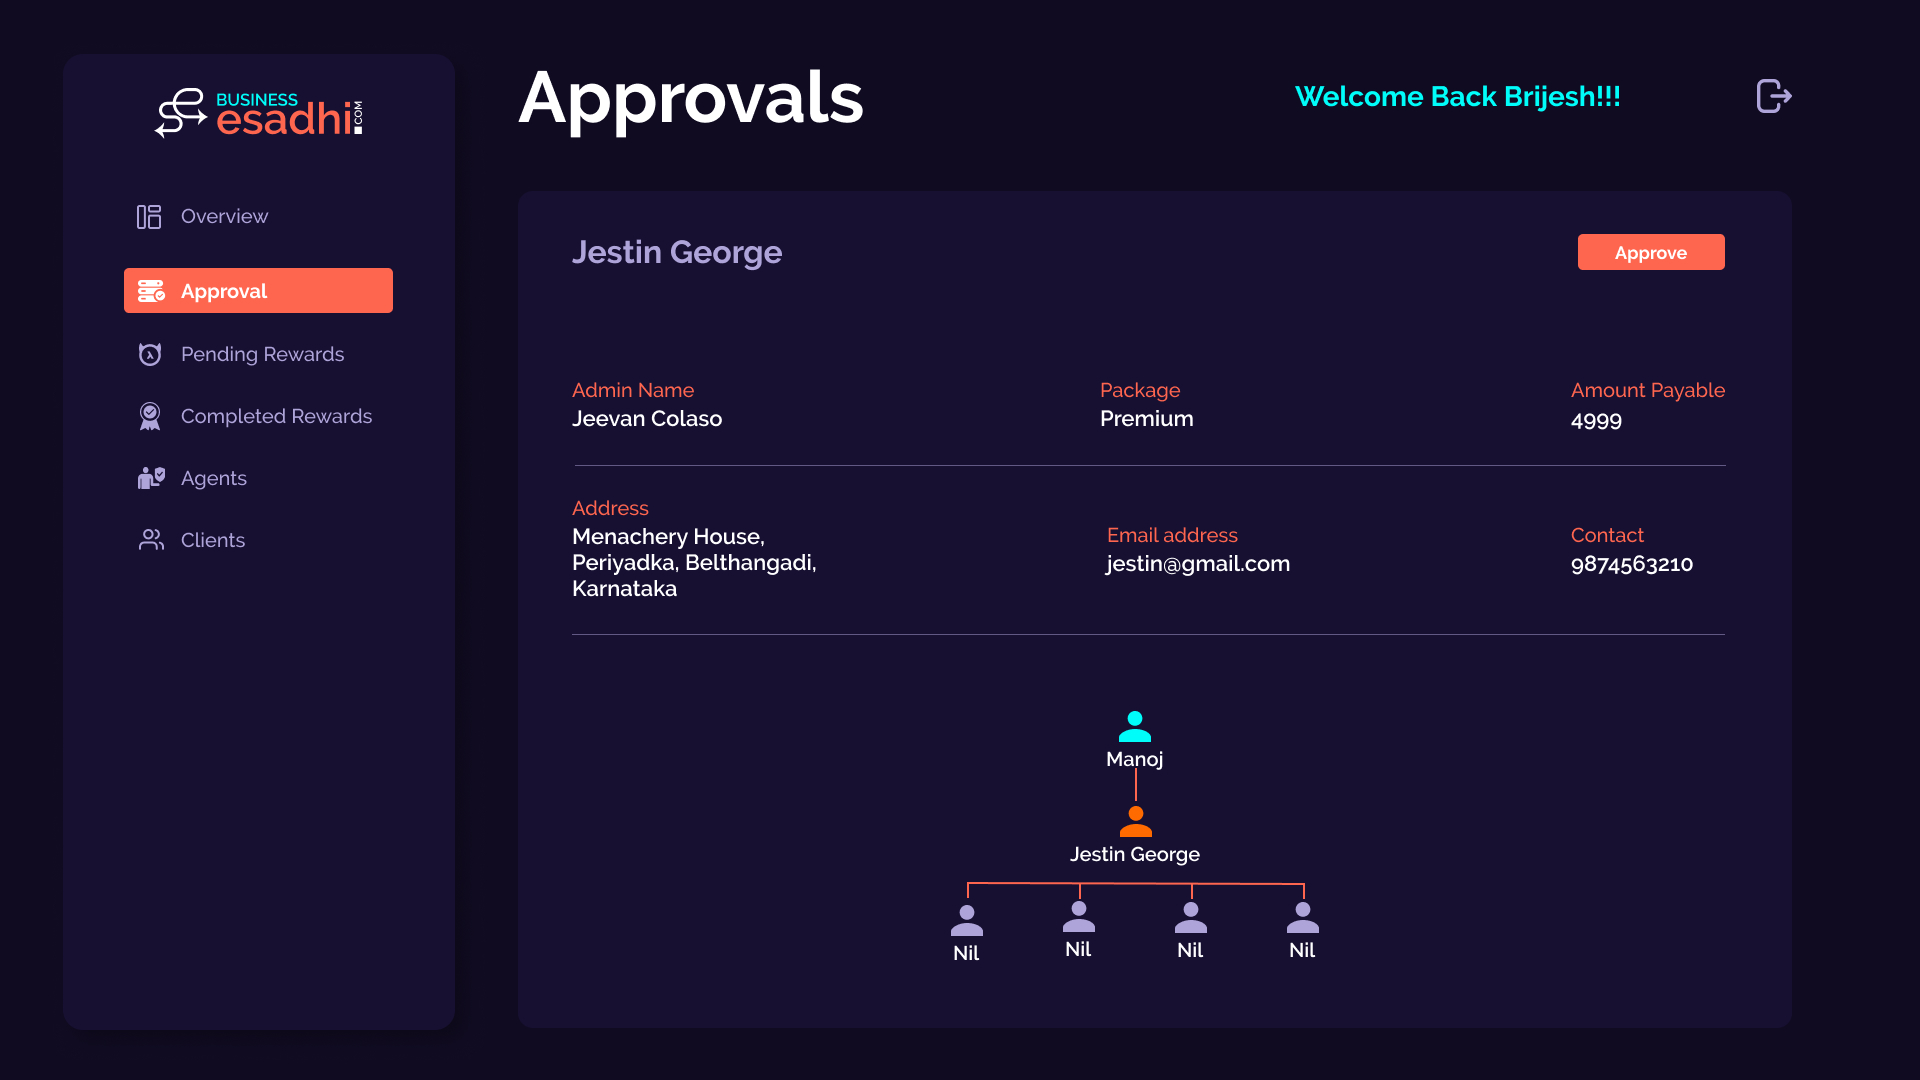 BUSINESS
esadhi.COM
Overview
Approval
Pending Rewards
Completed Rewards
Agents
Clients
Approvals
Welcome Back Brijesh!!!
Jestin George
Approve
Admin Name
Jeevan Colaso
Package
Premium
Amount Payable
4999
Address
Menachery House,
Periyadka, Belthangadi,
Karnataka
Email address
jestin@gmail.com
Contact
9874563210
Manoj
Jestin George
Nil
Nil
Nil
Nil